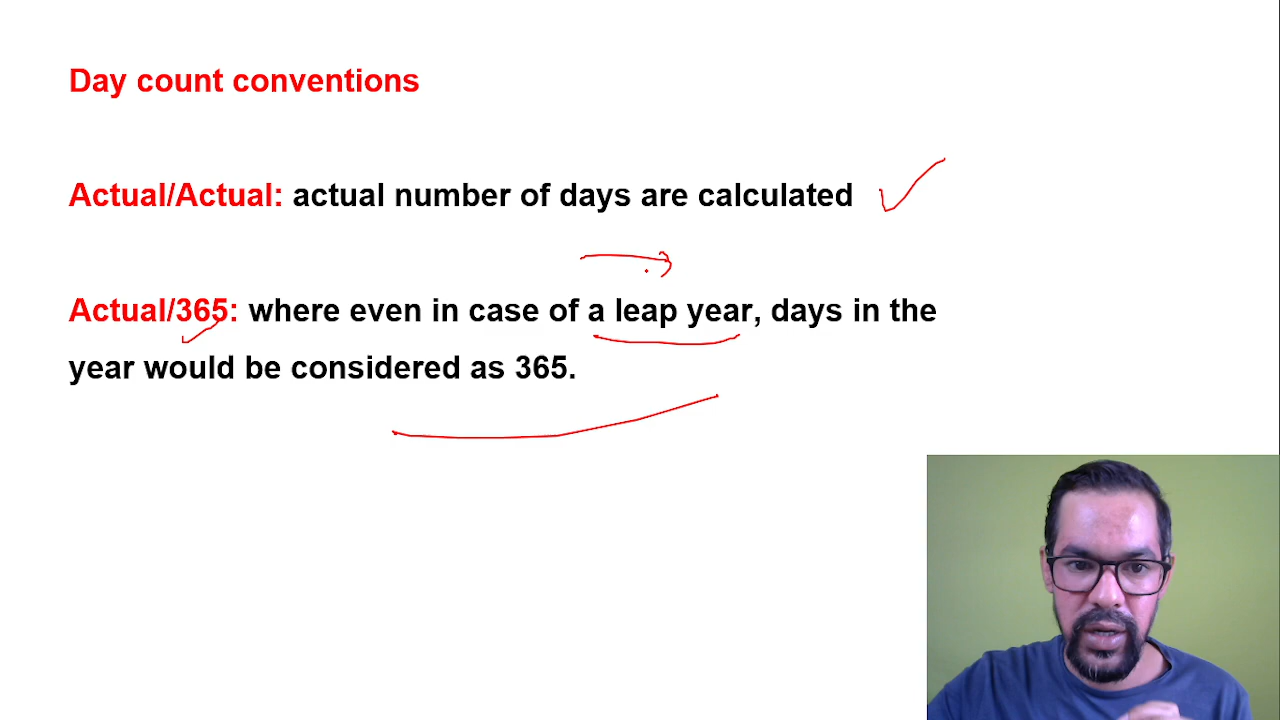 Day count conventions
Actual/Actual: actual number of days are calculated
Actual/365: where even in case of a leap year, days in the
year would be considered as 365.